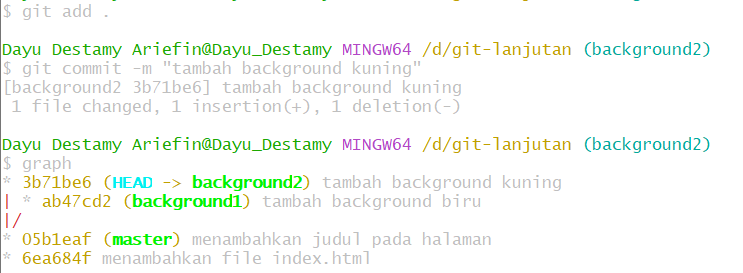 $ git add .
Dayu Destamy Ariefin@Dayu_Destamy MINGW64 /d/git-lanjutan (background2)
$ git commit -m "tambah background kuning"
[background2 3b71be6] tambah background kuning
 1 file changed, 1 insertion(+), 1 deletion(-)
Dayu Destamy Ariefin@Dayu_Destamy MINGW64 /d/git-lanjutan (background2)
$ graph
* 3b71be6 (HEAD -> background2) tambah background kuning
| * ab47cd2 (background1) tambah background biru
|/
* 05b1eaf (master) menambahkan judul pada halaman
* 6ea684f menambahkan file index.html